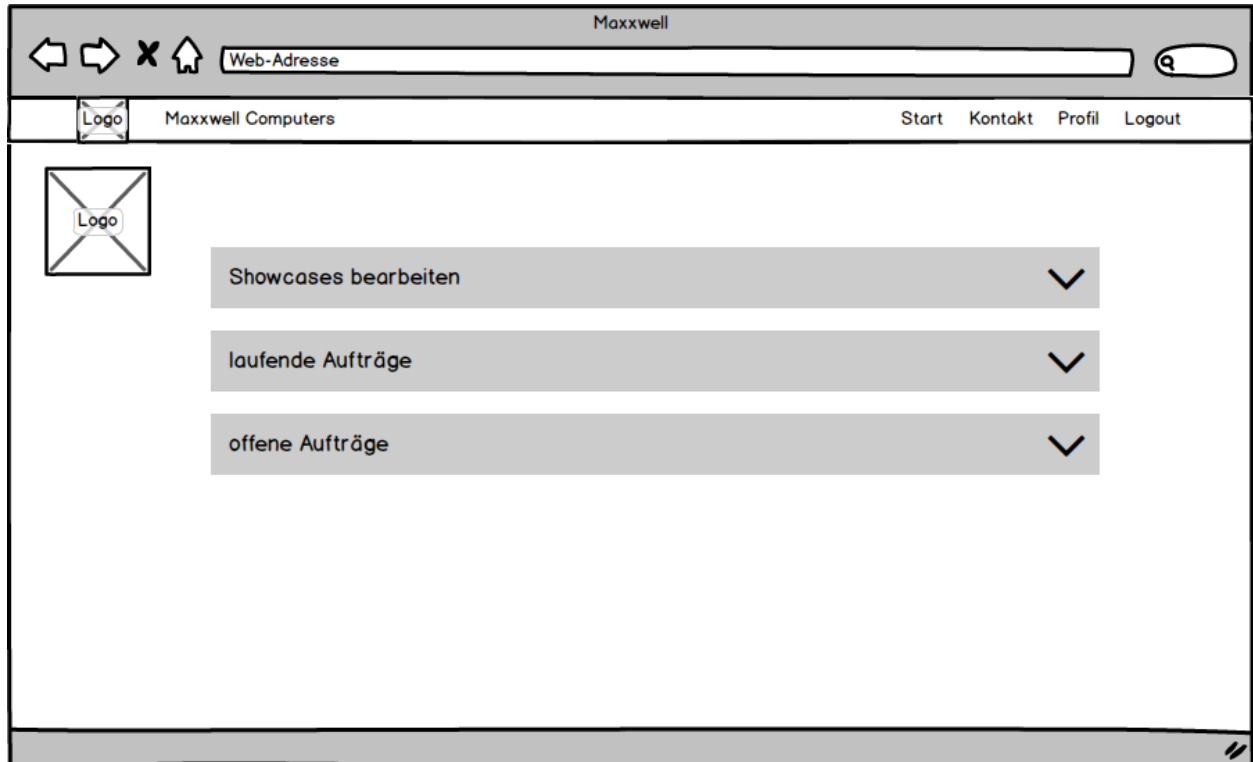 Maxxwell
Web-Adresse
Logo Maxxwell Computers Start Kontakt Profil Logout
Logo
Showcases bearbeiten
laufende Aufträge
offene Aufträge